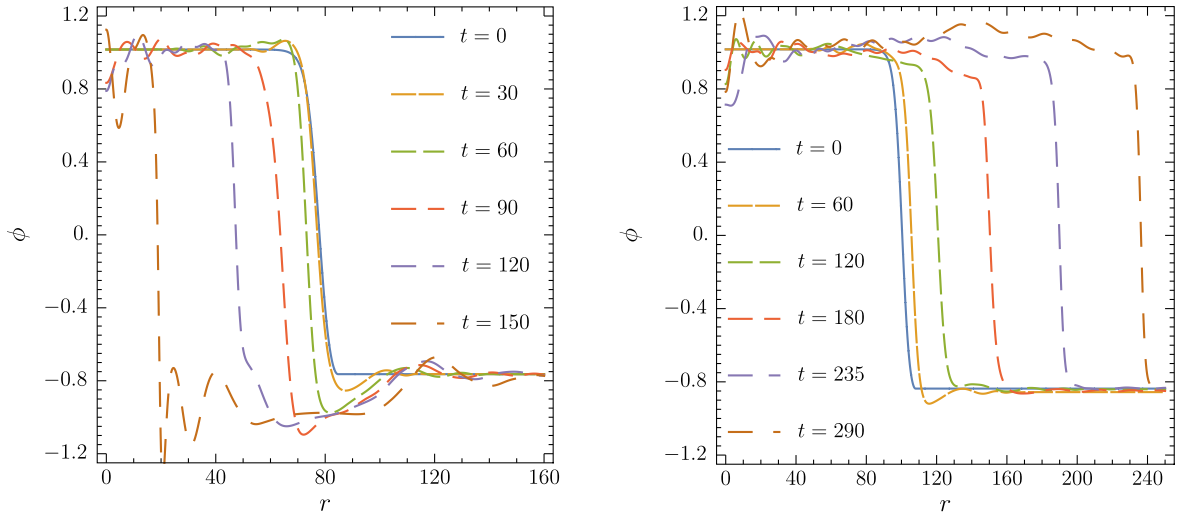 1.2
0.8
0.4
0.
−0.4
−0.8
−1.2
ϕ
0 40 80 120 160
r
t = 0
t = 30
t = 60
t = 90
t = 120
t = 150
1.2
0.8
0.4
0.
−0.4
−0.8
−1.2
ϕ
0 40 80 120 160 200 240
r
t = 0
t = 60
t = 120
t = 180
t = 235
t = 290